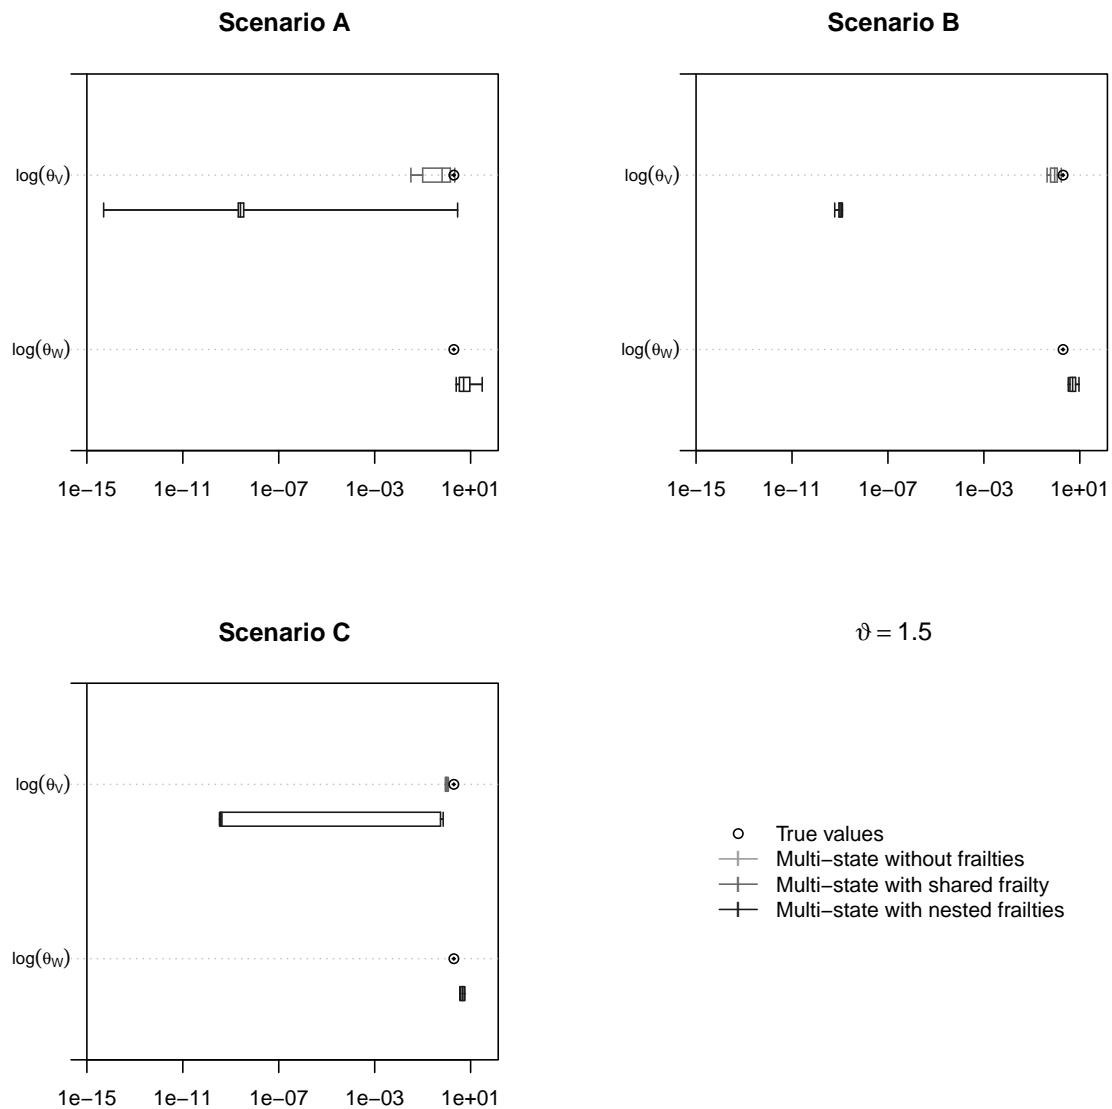 Scenario A
log(θV)
log(θW)
1e−15 1e−11 1e−07 1e−03 1e+01
Scenario B
log(θV)
log(θW)
1e−15 1e−11 1e−07 1e−03 1e+01
Scenario C
log(θV)
log(θW)
1e−15 1e−11 1e−07 1e−03 1e+01
ϑ = 1.5
True values
Multi−state without frailties
Multi−state with shared frailty
Multi−state with nested frailties